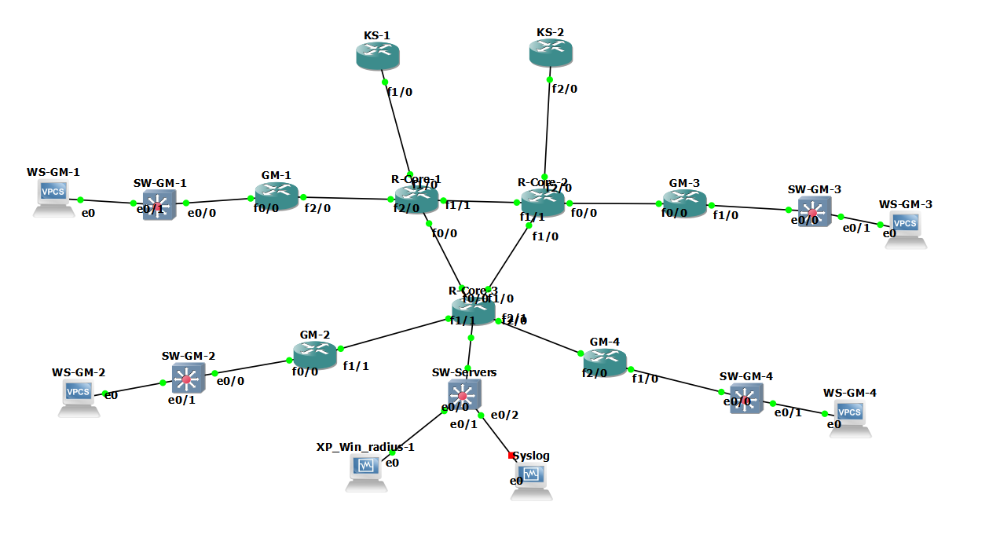 KS-1
KS-2
f1/0
f2/0
WS-GM-1
VPCS
e0
SW-GM-1
e0/1
e0/0
GM-1
f0/0
f2/0
R-Core-1
f1/0
f2/0
f1/1
f0/0
R-Core-2
f2/0
f1/1
f0/0
f1/0
GM-3
f0/0
f1/0
SW-GM-3
e0/0
e0/1
WS-GM-3
VPCS
e0
R-Core-3
f0/0
f1/0
f1/1
f2/1
f2/0
GM-2
f0/0
f1/1
GM-4
f2/0
f1/0
SW-GM-2
e0/1
e0/0
WS-GM-2
VPCS
e0
SW-Servers
e0/0
e0/1
e0/2
SW-GM-4
e0/0
e0/1
WS-GM-4
VPCS
e0
XP_Win_radius-1
e0
Syslog
e0